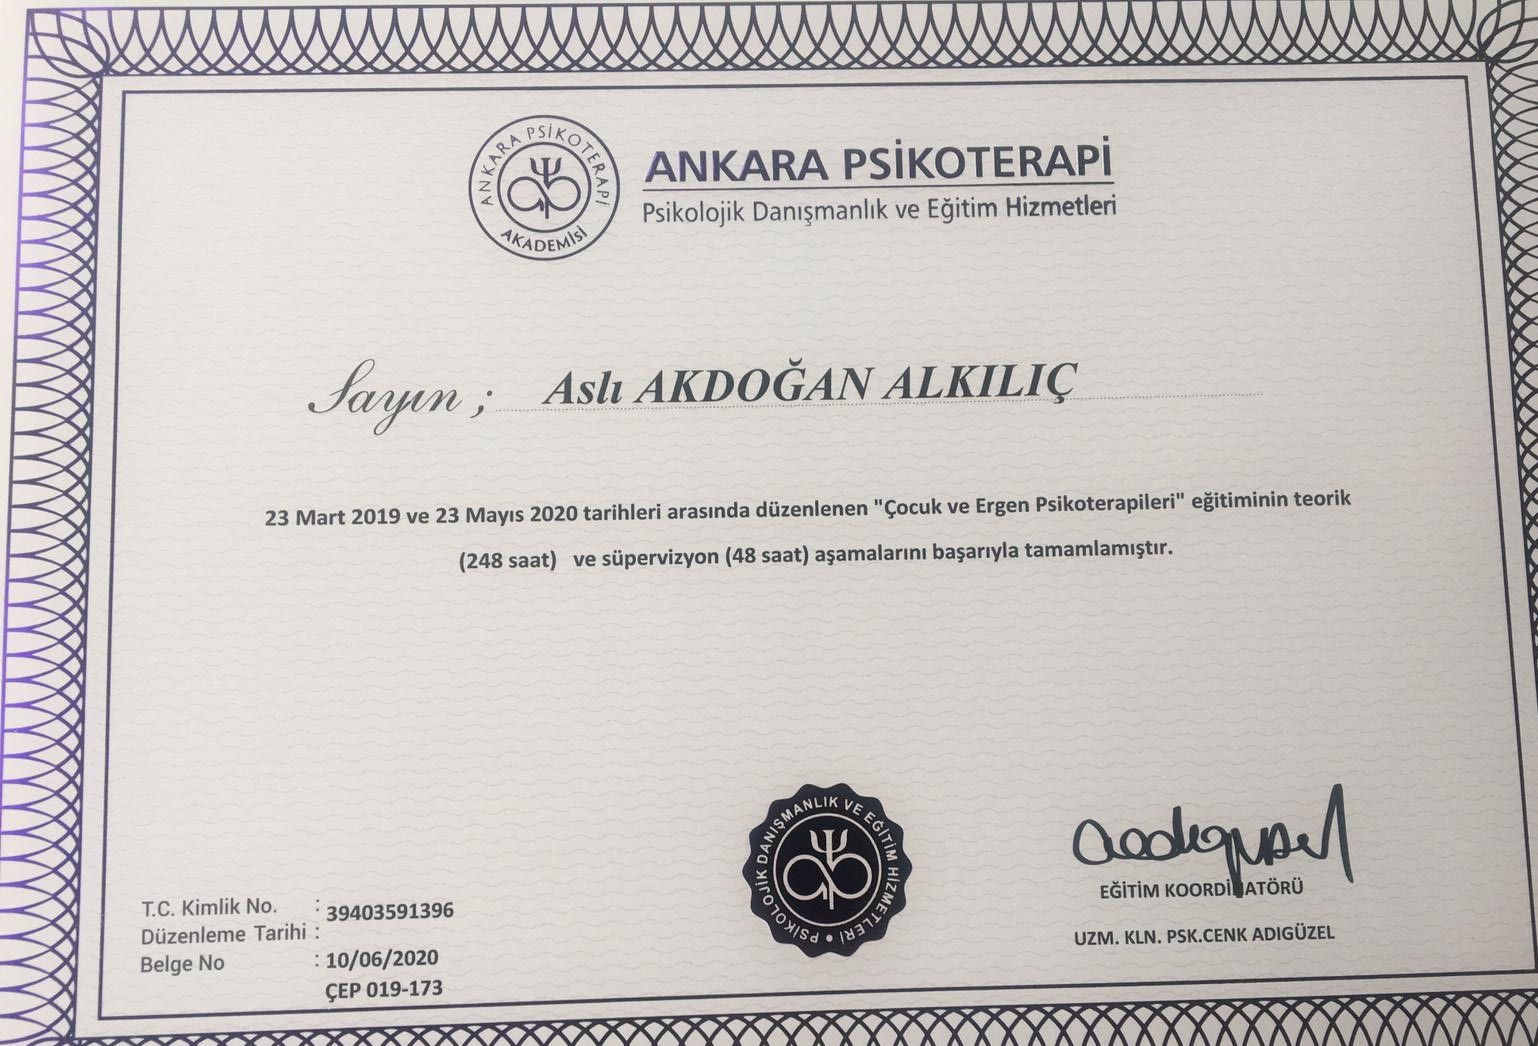 ANKARA PSİKOTERAPİ
AKADEMİSİ
ANKARA PSİKOTERAPİ
Psikolojik Danışmanlık ve Eğitim Hizmetleri
Sayın ; Aslı AKDOĞAN ALKILIÇ
23 Mart 2019 ve 23 Mayıs 2020 tarihleri arasında düzenlenen "Çocuk ve Ergen Psikoterapileri" eğitiminin teorik
(248 saat) ve süpervizyon (48 saat) aşamalarını başarıyla tamamlamıştır.
PSİKOLOJİK DANIŞMANLIK VE EĞİTİM HİZMETLERİ •
EĞİTİM KOORDİNATÖRÜ
UZM. KLN. PSK.CENK ADIGÜZEL
T.C. Kimlik No. : 39403591396
Düzenleme Tarihi :
Belge No : 10/06/2020
ÇEP 019-173